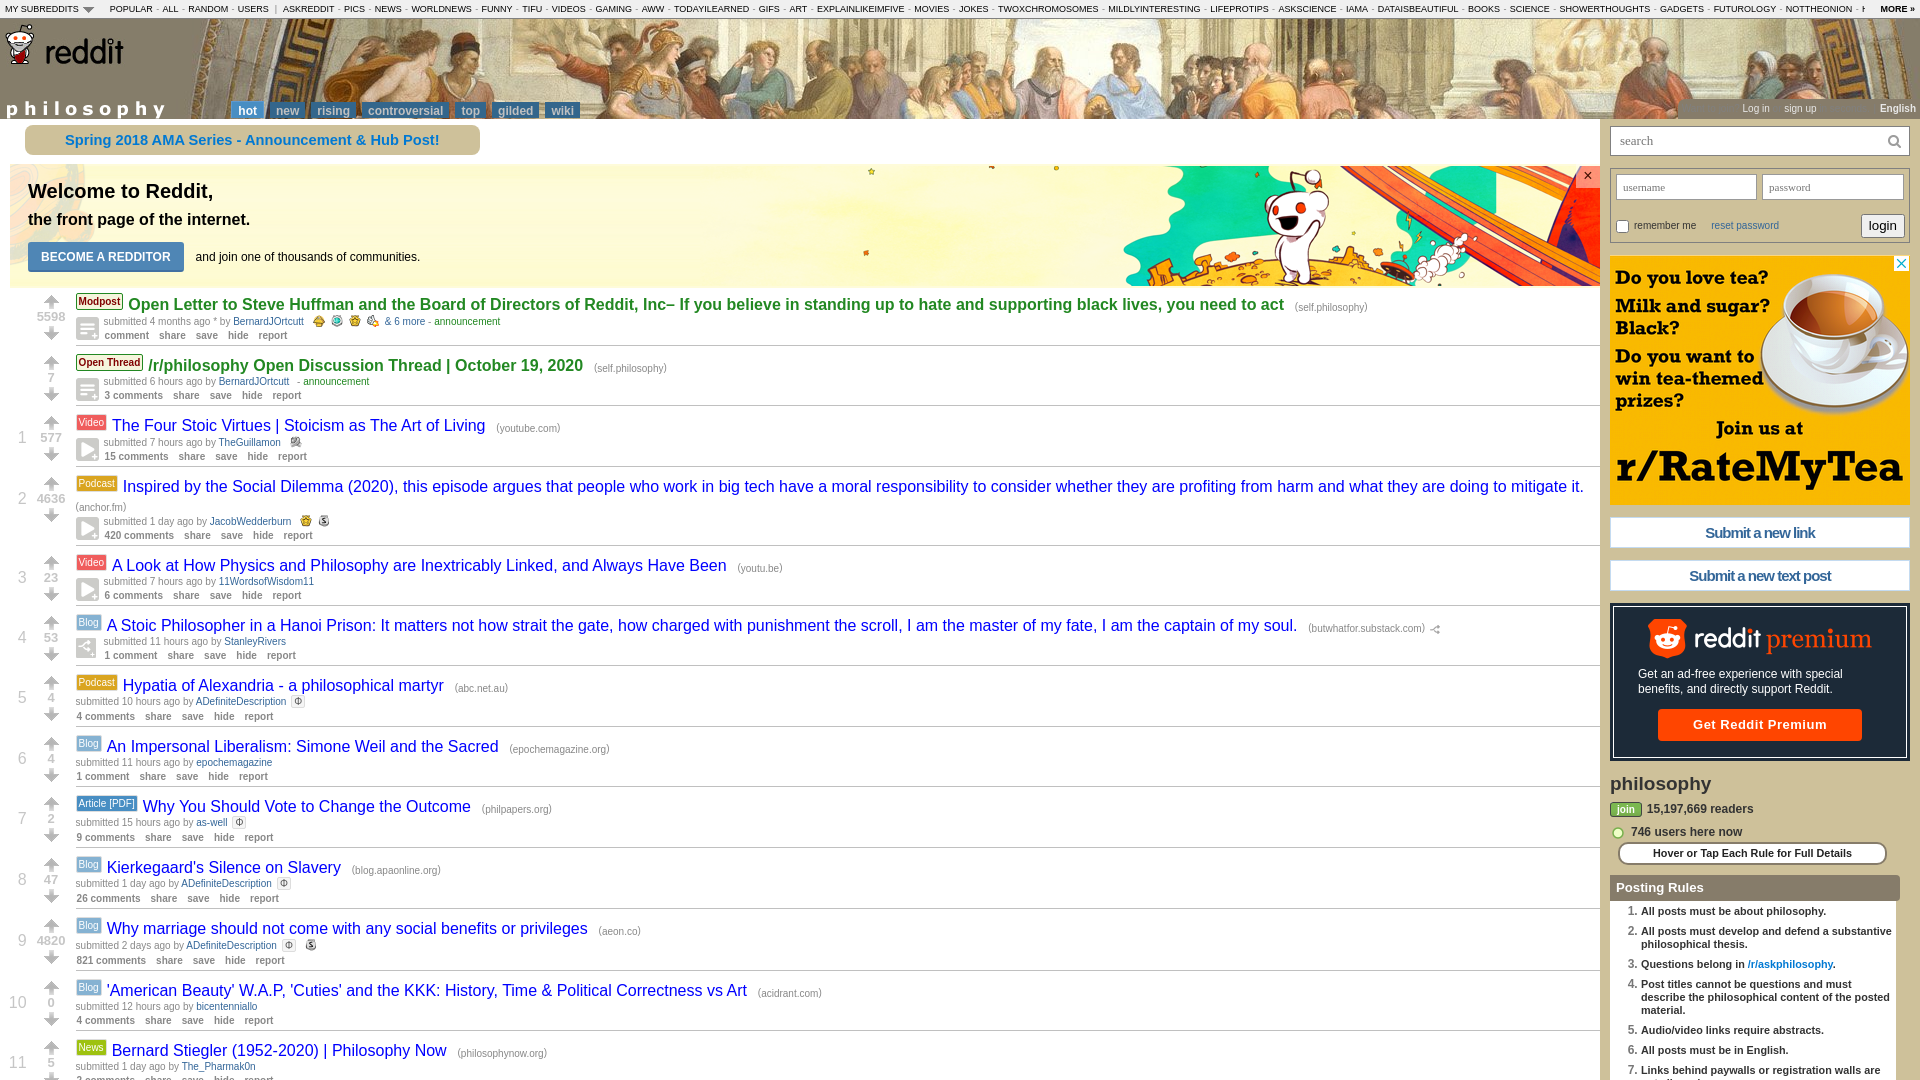 MY SUBREDDITS POPULAR - ALL - RANDOM - USERS | ASKREDDIT - PICS - NEWS - WORLDNEWS - FUNNY - TIFU - VIDEOS - GAMING - AWW - TODAYILEARNED - GIFS - ART - EXPLAINLIKEIMFIVE - MOVIES - JOKES - TWOXCHROMOSOMES - MILDLYINTERESTING - LIFEPROTIPS - ASKSCIENCE - IAMA - DATAISBEAUTIFUL - BOOKS - SCIENCE - SHOWERTHOUGHTS - GADGETS - FUTUROLOGY - NOTTHEONION - MORE »
reddit
philosophy hot new rising controversial top gilded wiki
Log in sign up English
Spring 2018 AMA Series - Announcement & Hub Post!
Welcome to Reddit,
the front page of the internet.
BECOME A REDDITOR and join one of thousands of communities.
×
5598
Modpost Open Letter to Steve Huffman and the Board of Directors of Reddit, Inc– If you believe in standing up to hate and supporting black lives, you need to act (self.philosophy)
submitted 4 months ago * by BernardJOrtcutt & 6 more - announcement
comment share save hide report
7
Open Thread /r/philosophy Open Discussion Thread | October 19, 2020 (self.philosophy)
submitted 6 hours ago by BernardJOrtcutt - announcement
3 comments share save hide report
1 577
Video The Four Stoic Virtues | Stoicism as The Art of Living (youtube.com)
submitted 7 hours ago by TheGuillamon
15 comments share save hide report
2 4636
Podcast Inspired by the Social Dilemma (2020), this episode argues that people who work in big tech have a moral responsibility to consider whether they are profiting from harm and what they are doing to mitigate it.
(anchor.fm)
submitted 1 day ago by JacobWedderburn
420 comments share save hide report
3 23
Video A Look at How Physics and Philosophy are Inextricably Linked, and Always Have Been (youtu.be)
submitted 7 hours ago by 11WordsofWisdom11
6 comments share save hide report
4 53
Blog A Stoic Philosopher in a Hanoi Prison: It matters not how strait the gate, how charged with punishment the scroll, I am the master of my fate, I am the captain of my soul. (butwhatfor.substack.com)
submitted 11 hours ago by StanleyRivers
1 comment share save hide report
5 4
Podcast Hypatia of Alexandria - a philosophical martyr (abc.net.au)
submitted 10 hours ago by ADefiniteDescription Φ
4 comments share save hide report
6 4
Blog An Impersonal Liberalism: Simone Weil and the Sacred (epochemagazine.org)
submitted 11 hours ago by epochemagazine
1 comment share save hide report
7 2
Article [PDF] Why You Should Vote to Change the Outcome (philpapers.org)
submitted 15 hours ago by as-well Φ
9 comments share save hide report
8 47
Blog Kierkegaard's Silence on Slavery (blog.apaonline.org)
submitted 1 day ago by ADefiniteDescription Φ
26 comments share save hide report
9 4820
Blog Why marriage should not come with any social benefits or privileges (aeon.co)
submitted 2 days ago by ADefiniteDescription Φ
821 comments share save hide report
10 0
Blog 'American Beauty' W.A.P, 'Cuties' and the KKK: History, Time & Political Correctness vs Art (acidrant.com)
submitted 12 hours ago by bicentenniallo
4 comments share save hide report
11 5
News Bernard Stiegler (1952-2020) | Philosophy Now (philosophynow.org)
submitted 1 day ago by The_Pharmak0n
2 comments share save hide report
search
username password
remember me reset password login
Do you love tea?
Milk and sugar?
Black?
Do you want to
win tea-themed
prizes?
Join us at
r/RateMyTea
Submit a new link
Submit a new text post
reddit premium
Get an ad-free experience with special
benefits, and directly support Reddit.
Get Reddit Premium
philosophy
join 15,197,669 readers
746 users here now
Hover or Tap Each Rule for Full Details
Posting Rules
1. All posts must be about philosophy.
2. All posts must develop and defend a substantive
philosophical thesis.
3. Questions belong in /r/askphilosophy.
4. Post titles cannot be questions and must
describe the philosophical content of the posted
material.
5. Audio/video links require abstracts.
6. All posts must be in English.
7. Links behind paywalls or registration walls are